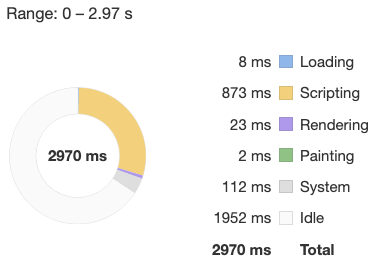 Range: 0 – 2.97 s
8 ms Loading
873 ms Scripting
23 ms Rendering
2970 ms
2 ms Painting
112 ms System
1952 ms Idle
2970 ms Total